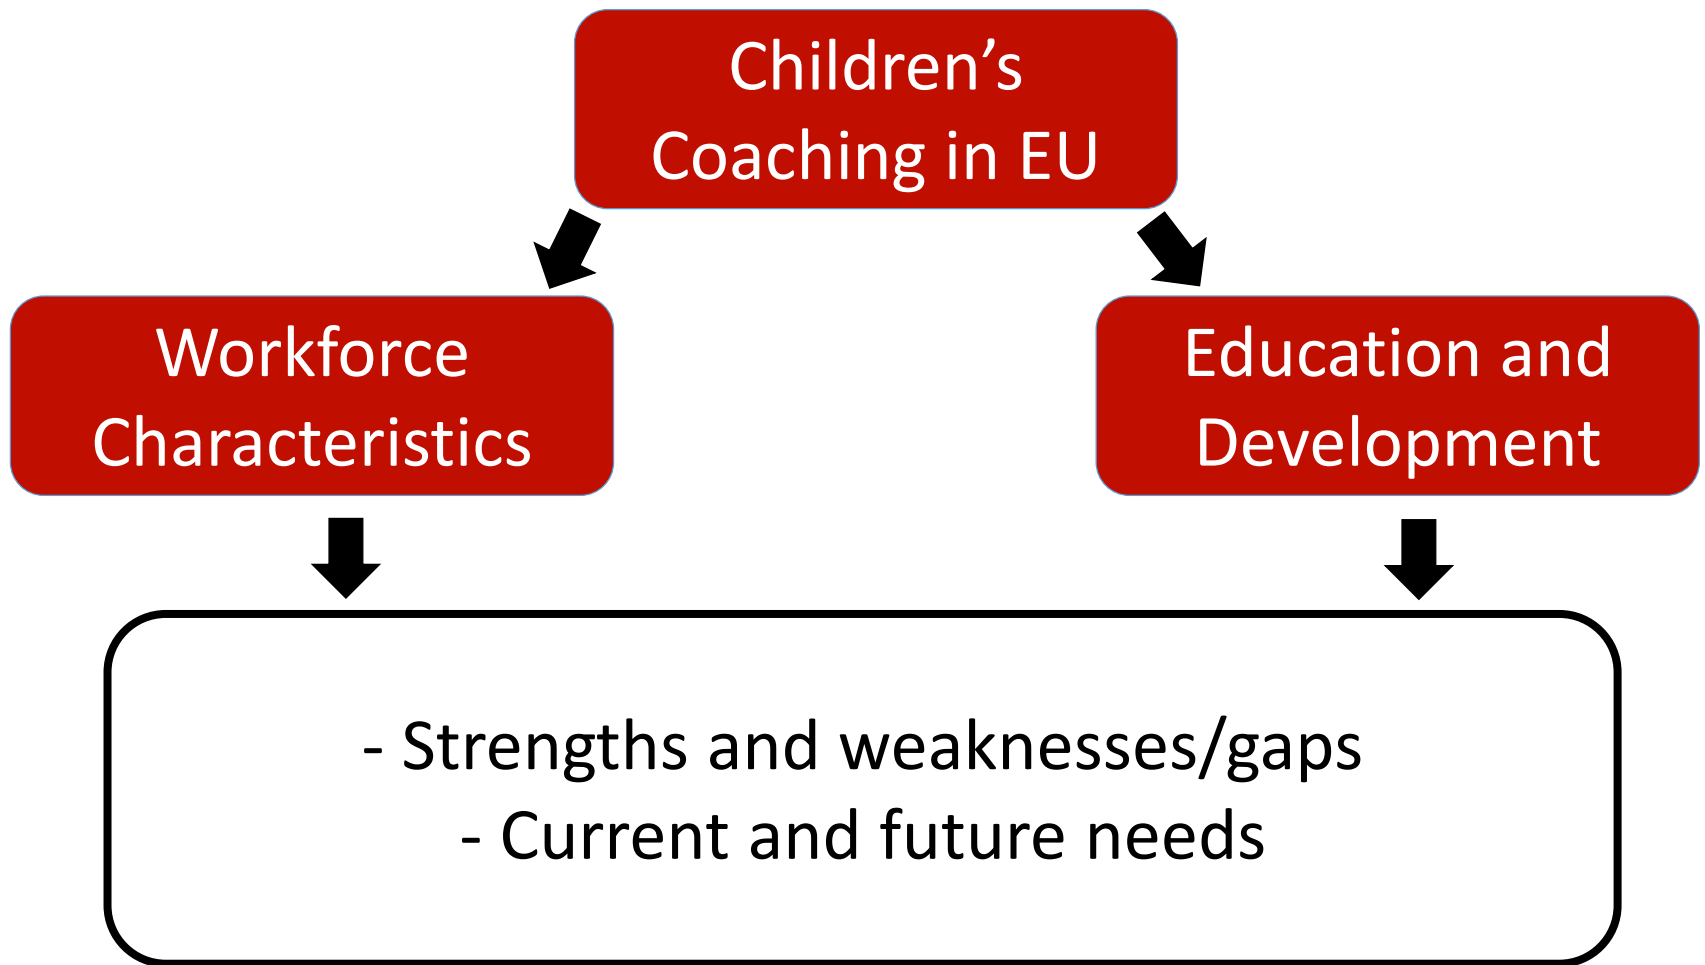 Children’s
Coaching in EU
Workforce
Characteristics
Education and
Development
- Strengths and weaknesses/gaps
- Current and future needs